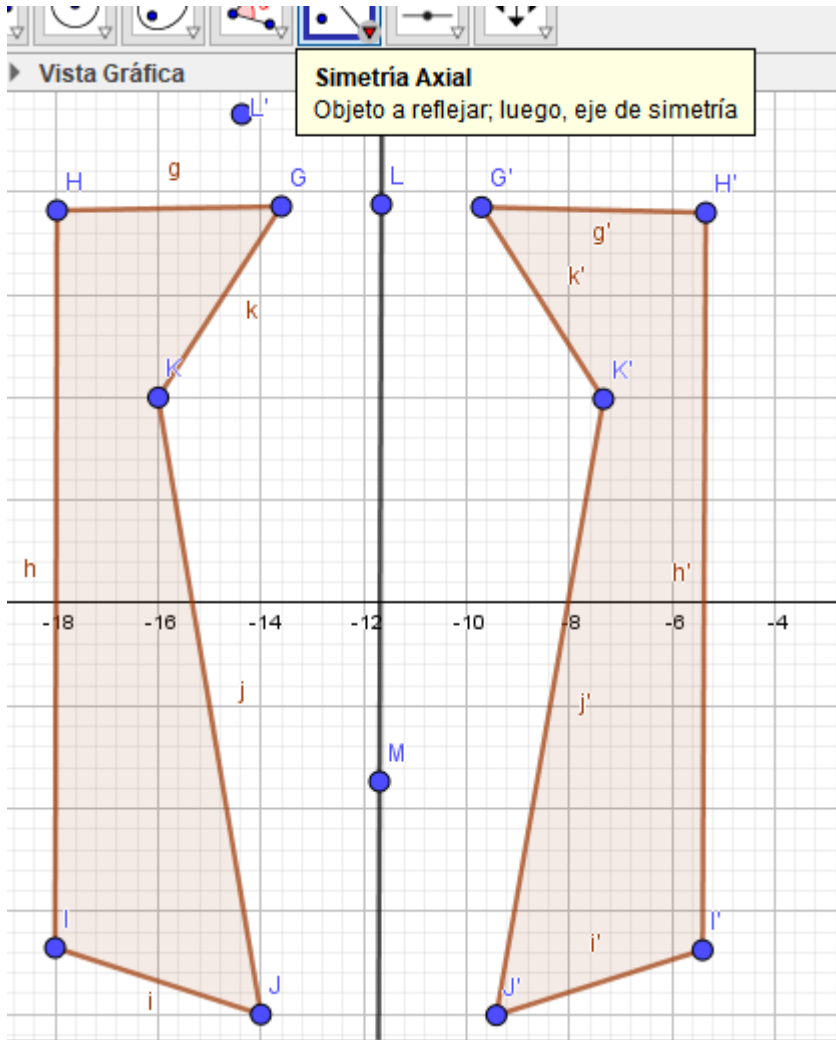 Vista Gráfica
Simetría Axial
Objeto a reflejar; luego, eje de simetría
L'
g
H
G
L
G'
H'
g'
k'
k
K
K'
h
h'
-18 -16 -14 -12 -10 -8 -6 -4
j
j'
M
I
I'
i'
J
J'
i